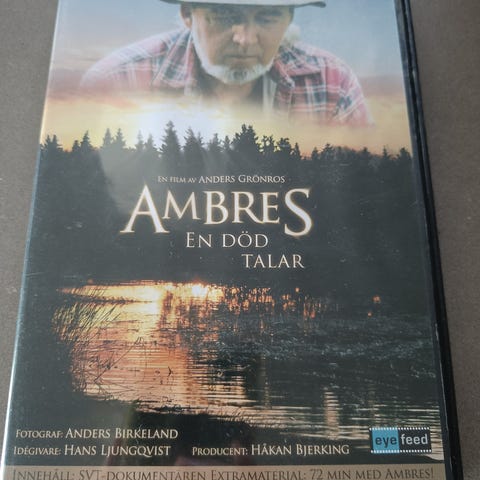 EN FILM AV ANDERS GRÖNROS
AMBRES
EN DÖD
TALAR
FOTOGRAF: ANDERS BIRKELAND
IDÉGIVARE: HANS LJUNGQVIST PRODUCENT: HÅKAN BJERKING
eye feed
INNEHÅLL: SVT-DOKUMENTÄREN EXTRAMATERIAL: 72 MIN MED AMBRES!